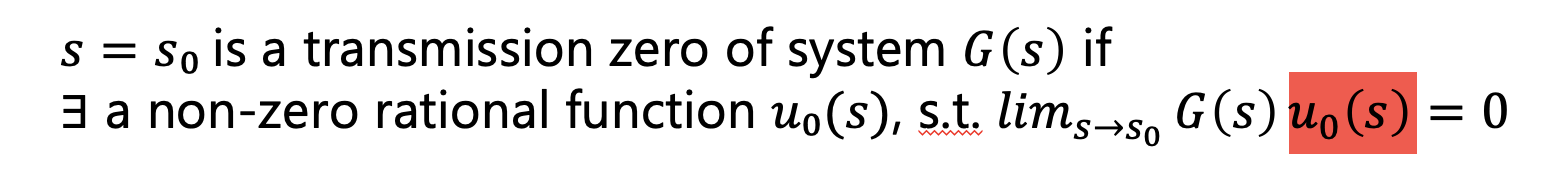 s = s₀ is a transmission zero of system G(s) if
∃ a non-zero rational function u₀(s), s.t. lim_{s→s₀} G(s) u₀(s) = 0